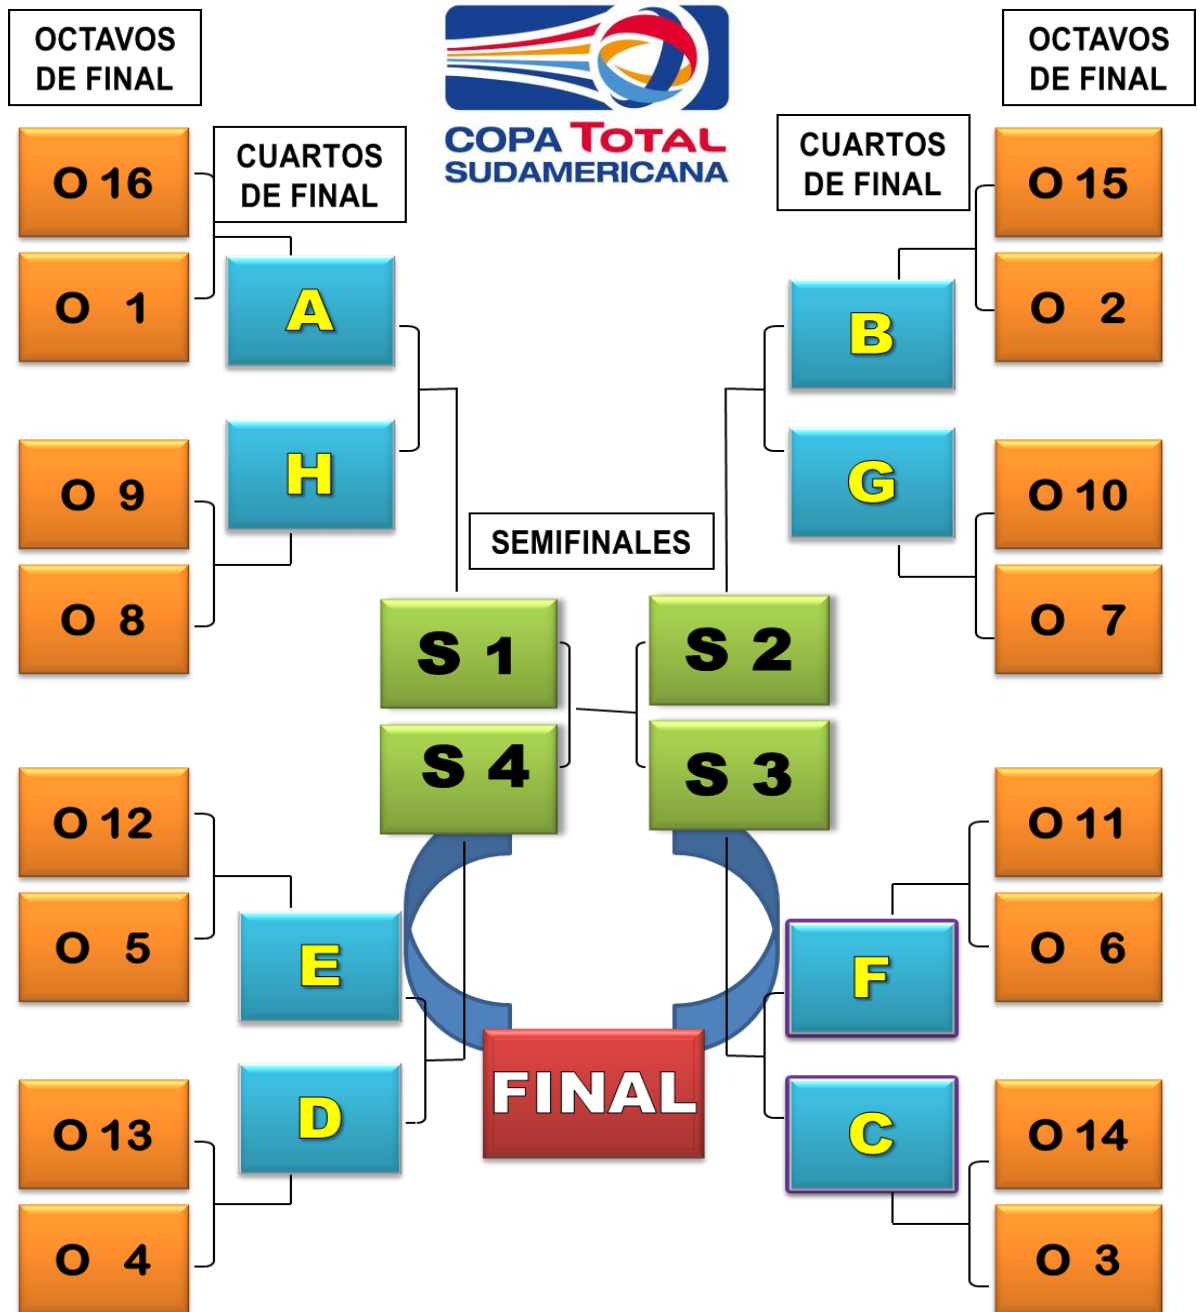 OCTAVOS
DE FINAL
COPA TOTAL
SUDAMERICANA
OCTAVOS
DE FINAL
CUARTOS
DE FINAL
CUARTOS
DE FINAL
O 16
O 1
A
H
O 9
O 8
O 15
O 2
B
G
O 10
O 7
SEMIFINALES
S 1
S 2
S 4
S 3
O 12
O 5
E
D
O 13
O 4
O 11
O 6
F
C
O 14
O 3
FINAL